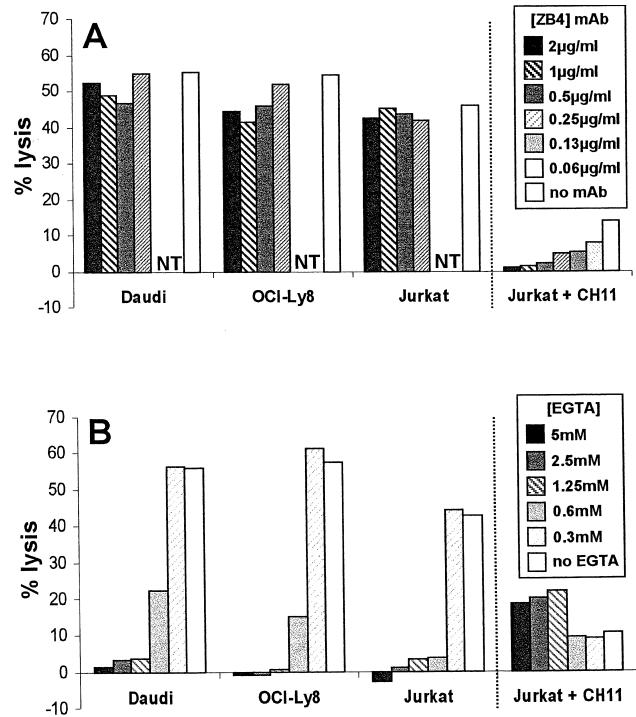 A
70
60
50
40
30
20
10
0
-10
% lysis
NT
NT
NT
Daudi
OCI-Ly8
Jurkat
Jurkat + CH11
[ZB4] mAb
2µg/ml
1µg/ml
0.5µg/ml
0.25µg/ml
0.13µg/ml
0.06µg/ml
no mAb
B
70
60
50
40
30
20
10
0
-10
% lysis
Daudi
OCI-Ly8
Jurkat
Jurkat + CH11
[EGTA]
5mM
2.5mM
1.25mM
0.6mM
0.3mM
no EGTA